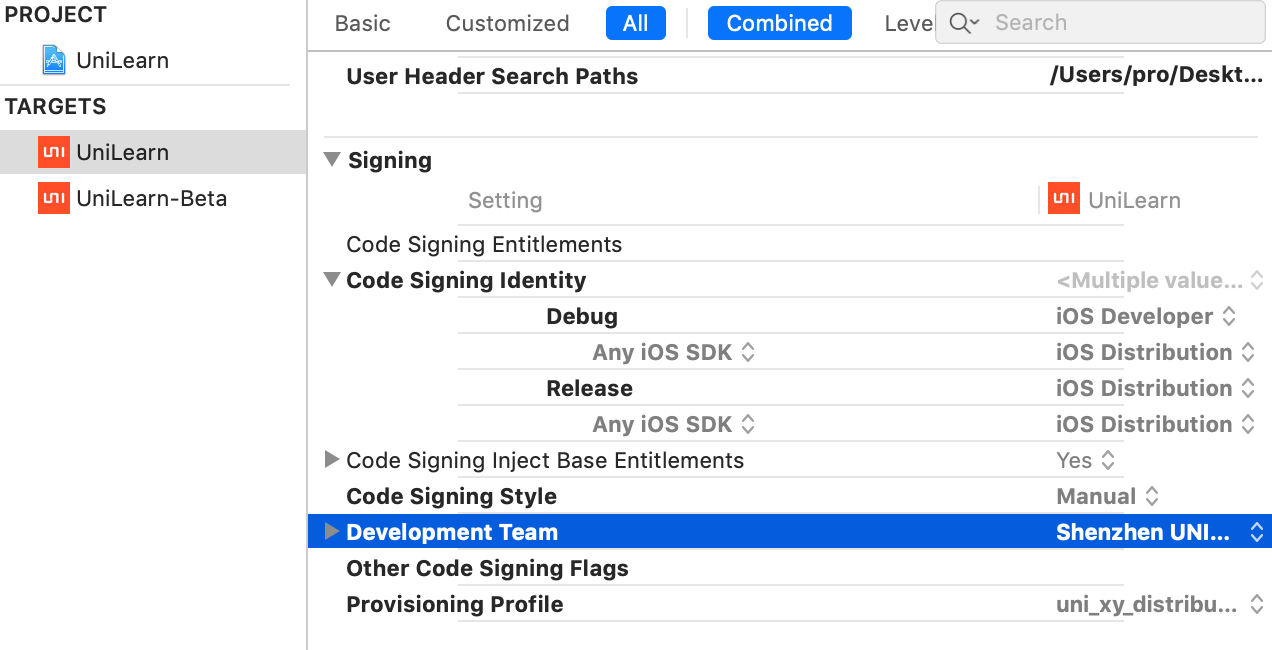 PROJECT
UniLearn
TARGETS
UNI UniLearn
UNI UniLearn-Beta
Basic Customized All Combined Leve Search
User Header Search Paths /Users/pro/Deskt...
Signing
Setting UNI UniLearn
Code Signing Entitlements
Code Signing Identity <Multiple value...
Debug iOS Developer
Any iOS SDK iOS Distribution
Release iOS Distribution
Any iOS SDK iOS Distribution
Code Signing Inject Base Entitlements Yes
Code Signing Style Manual
Development Team Shenzhen UNI...
Other Code Signing Flags
Provisioning Profile uni_xy_distribu...